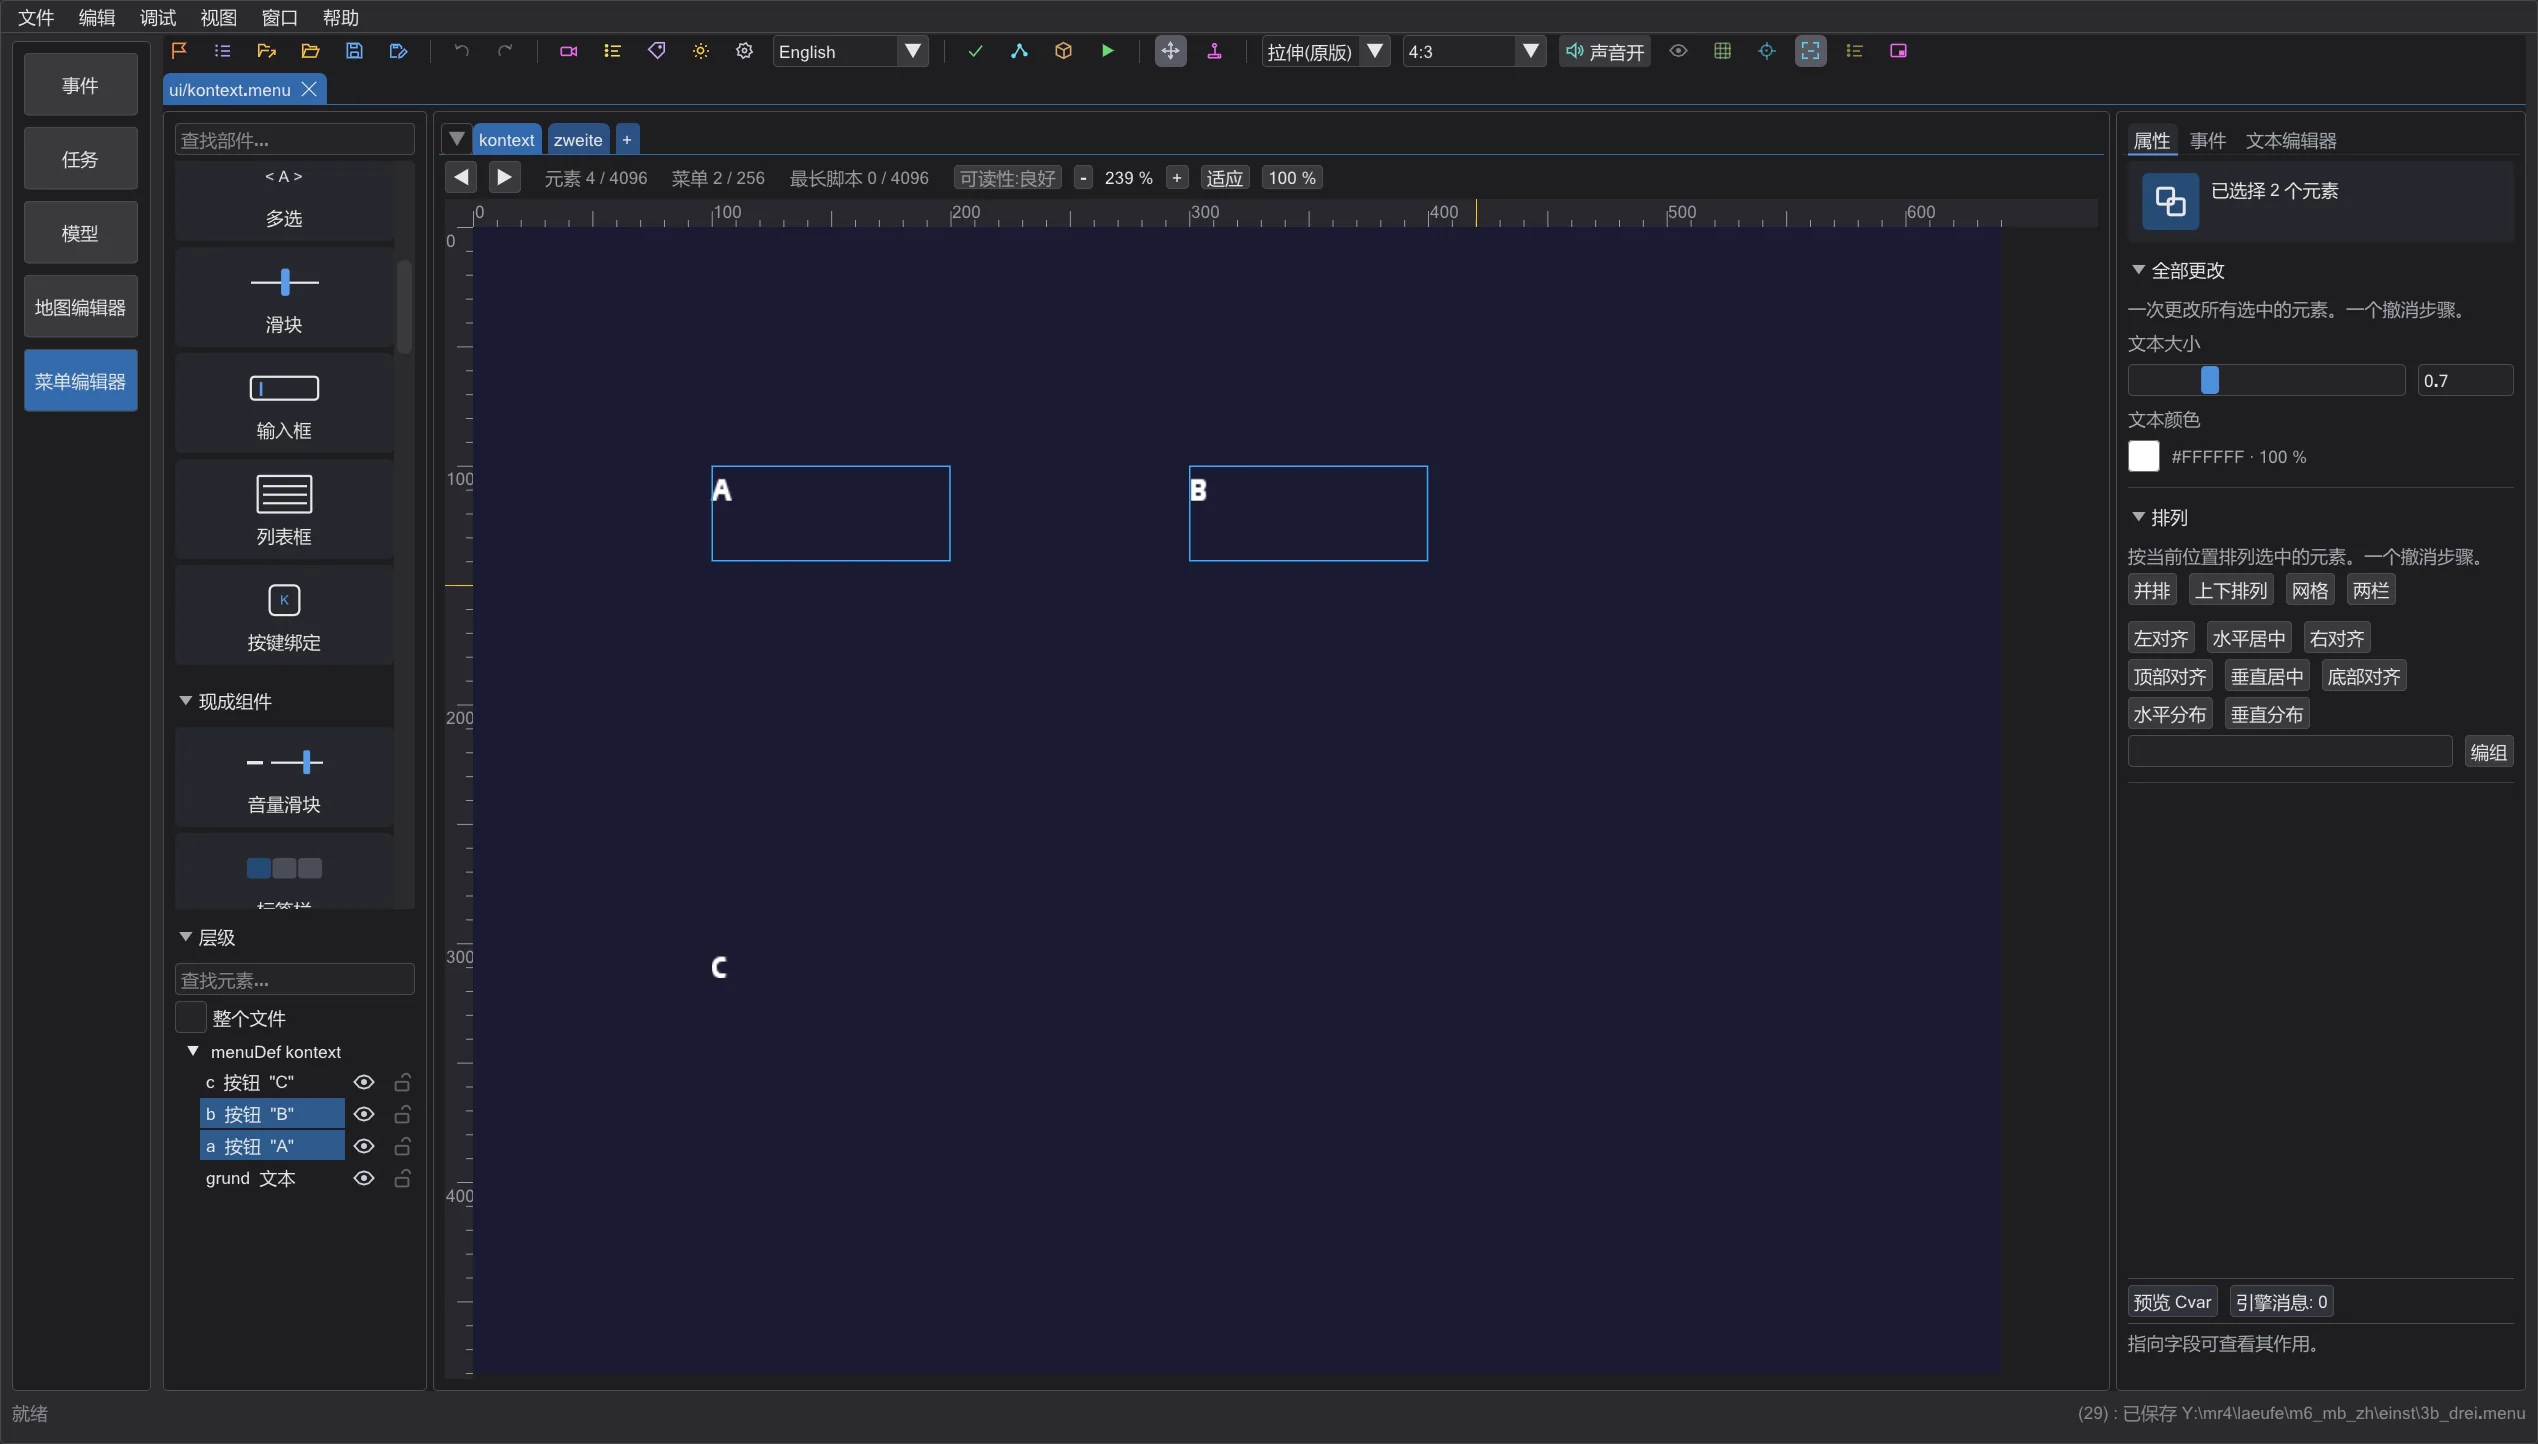 文件 编辑 调试 视图 窗口 帮助
English 拉伸(原版) 4:3 声音开
事件
任务
模型
地图编辑器
菜单编辑器
ui/kontext.menu
查找部件...
< A >
多选
滑块
输入框
列表框
K
按键绑定
现成组件
音量滑块
层级
查找元素...
整个文件
menuDef kontext
c 按钮 "C"
b 按钮 "B"
a 按钮 "A"
grund 文本
kontext zweite +
元素 4 / 4096 菜单 2 / 256 最长脚本 0 / 4096 可读性:良好 - 239 % + 适应 100 %
0 100 200 300 400 500 600
0
100
200
300
400
A B
C
属性 事件 文本编辑器
已选择 2 个元素
全部更改
一次更改所有选中的元素。一个撤消步骤。
文本大小
0.7
文本颜色
#FFFFFF · 100 %
排列
按当前位置排列选中的元素。一个撤消步骤。
并排 上下排列 网格 两栏
左对齐 水平居中 右对齐
顶部对齐 垂直居中 底部对齐
水平分布 垂直分布
编组
预览 Cvar 引擎消息: 0
指向字段可查看其作用。
就绪
(29) : 已保存 Y:\mr4\laeufe\m6_mb_zh\einst\3b_drei.menu